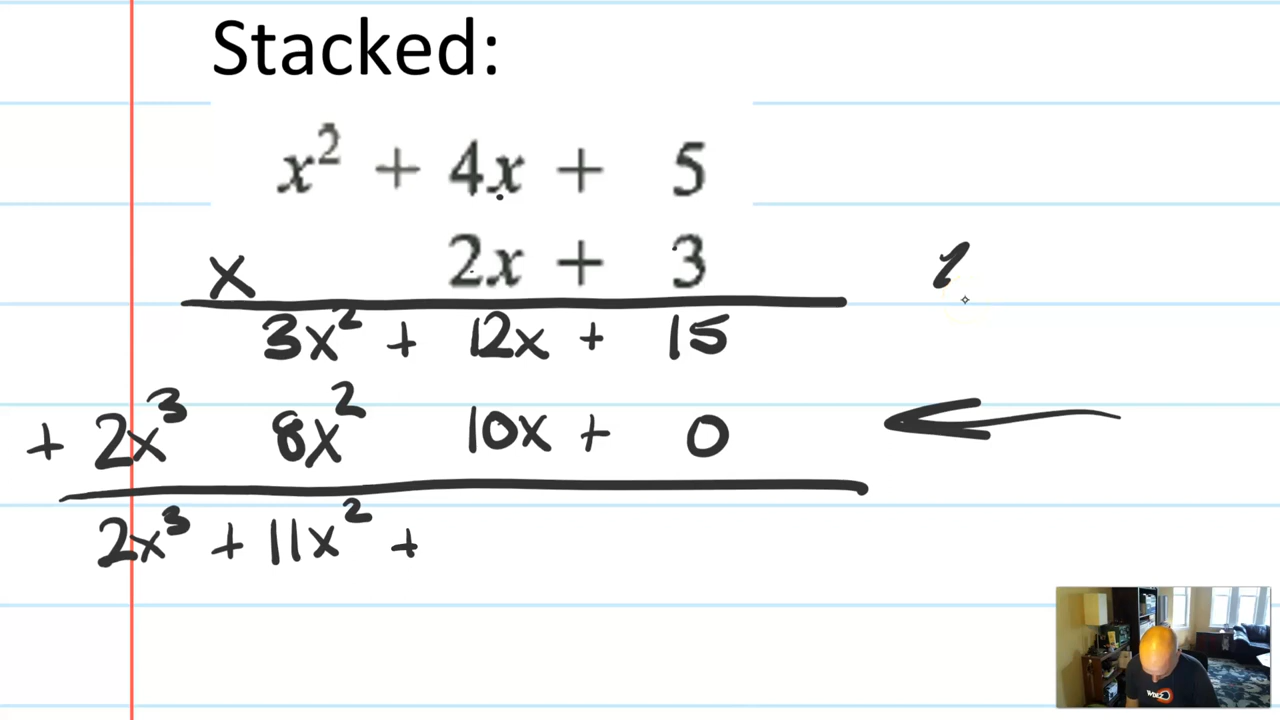 Stacked:
x² + 4x + 5
x 2x + 3
3x² + 12x + 15
+ 2x³ 8x² 10x + 0
2x³ + 11x² +